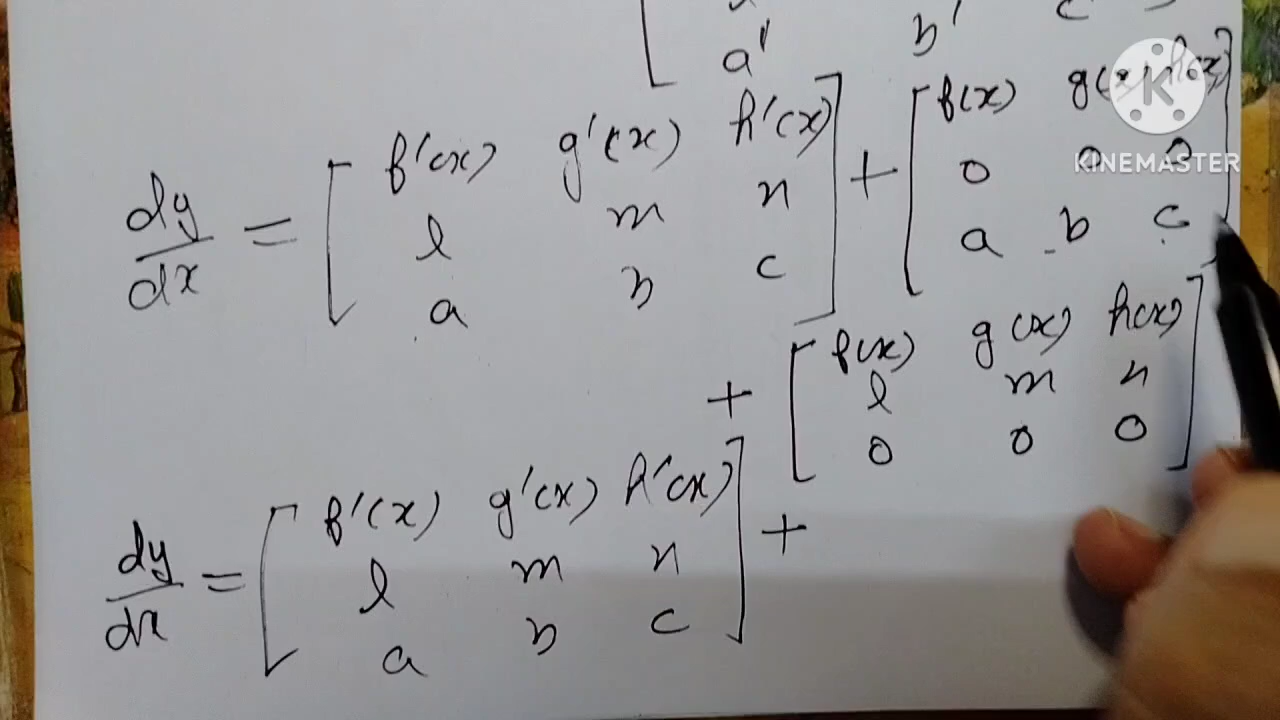 a' b' c'
dy/dx = [ f'(x) g'(x) h'(x) ] + [ f(x) g(x) h(x) ]
l m n 0 0 0
a b c a b c
+ [ f(x) g(x) h(x) ]
l m n
0 0 0
dy/dx = [ f'(x) g'(x) h'(x) ] +
l m n
a b c
KINEMASTER